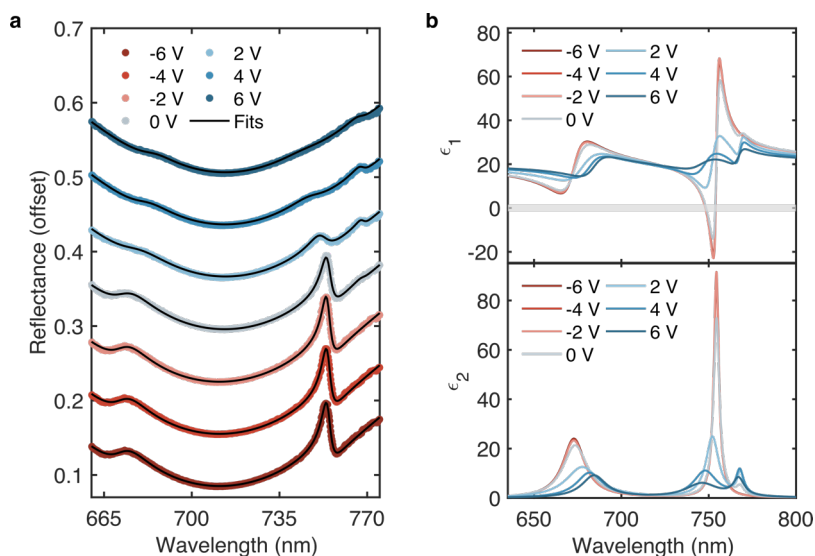 a
Reflectance (offset)
0.7
0.6
0.5
0.4
0.3
0.2
0.1
-6 V
-4 V
-2 V
0 V
2 V
4 V
6 V
Fits
665
700
735
770
Wavelength (nm)
b
ϵ1
80
60
40
20
0
-20
-6 V
-4 V
-2 V
0 V
2 V
4 V
6 V
ϵ2
80
60
40
20
0
-6 V
-4 V
-2 V
0 V
2 V
4 V
6 V
650
700
750
800
Wavelength (nm)